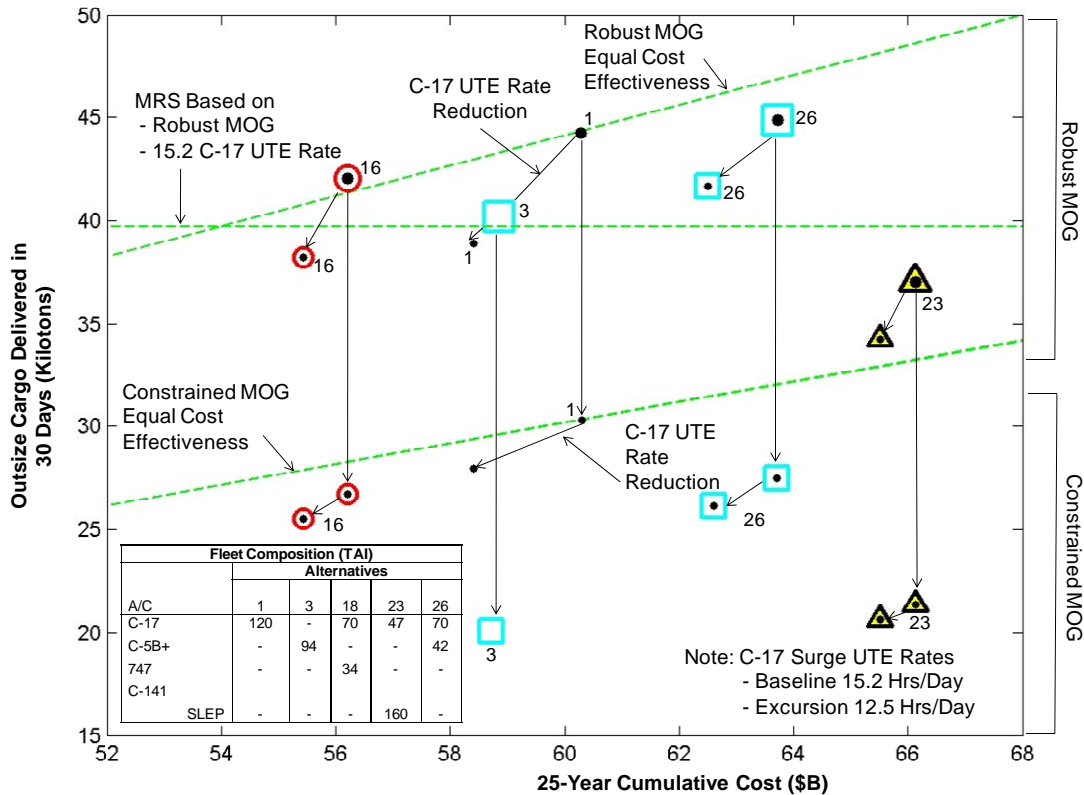 50
45
40
35
30
25
20
15
52
54
56
58
60
62
64
66
68
Outsize Cargo Delivered in
30 Days (Kilotons)
25-Year Cumulative Cost ($B)
Robust MOG
Constrained MOG
MRS Based on
- Robust MOG
- 15.2 C-17 UTE Rate
C-17 UTE Rate
Reduction
Robust MOG
Equal Cost
Effectiveness
16
1
26
16
3
1
26
23
Constrained MOG
Equal Cost
Effectiveness
1
C-17 UTE
Rate
Reduction
16
26
3
23
Fleet Composition (TAI)
Alternatives
A/C 1 3 18 23 26
C-17 120 - 70 47 70
C-5B+ - 94 - - 42
747 - - 34 - -
C-141
SLEP - - - 160 -
Note: C-17 Surge UTE Rates
- Baseline 15.2 Hrs/Day
- Excursion 12.5 Hrs/Day